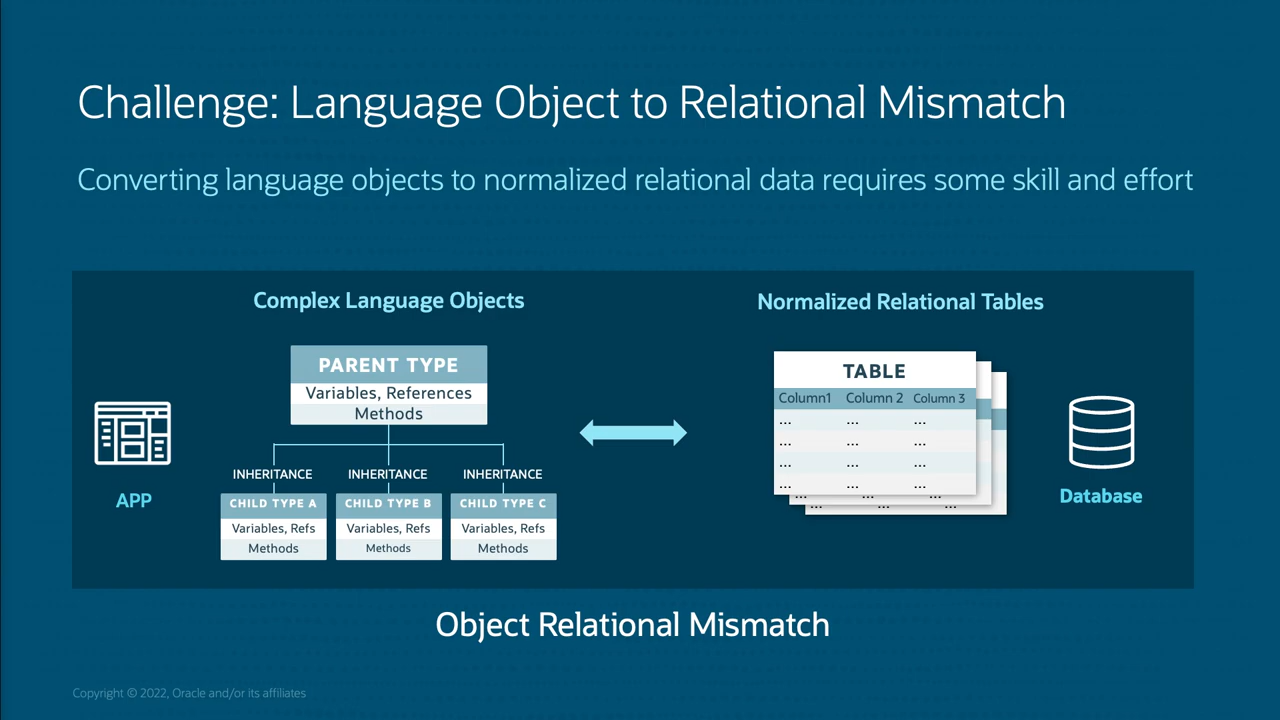 Challenge: Language Object to Relational Mismatch
Converting language objects to normalized relational data requires some skill and effort
Complex Language Objects
Normalized Relational Tables
PARENT TYPE
Variables, References
Methods
INHERITANCE INHERITANCE INHERITANCE
CHILD TYPE A CHILD TYPE B CHILD TYPE C
Variables, Refs Variables, Refs Variables, Refs
Methods Methods Methods
APP
TABLE
Column1 Column 2 Column 3
... ... ...
... ... ...
... ... ...
... ... ...
... ... ...
... ... ...
Database
Object Relational Mismatch
Copyright © 2022, Oracle and/or its affiliates